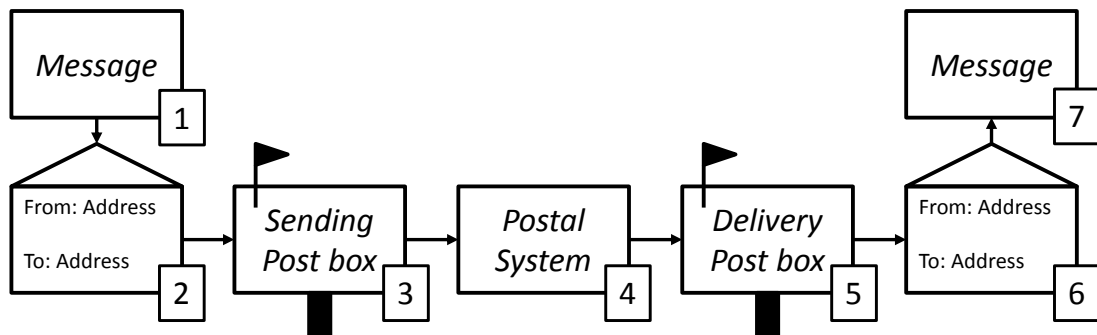 Message
1
From: Address
To: Address
2
Sending
Post box
3
Postal
System
4
Delivery
Post box
5
From: Address
To: Address
6
Message
7